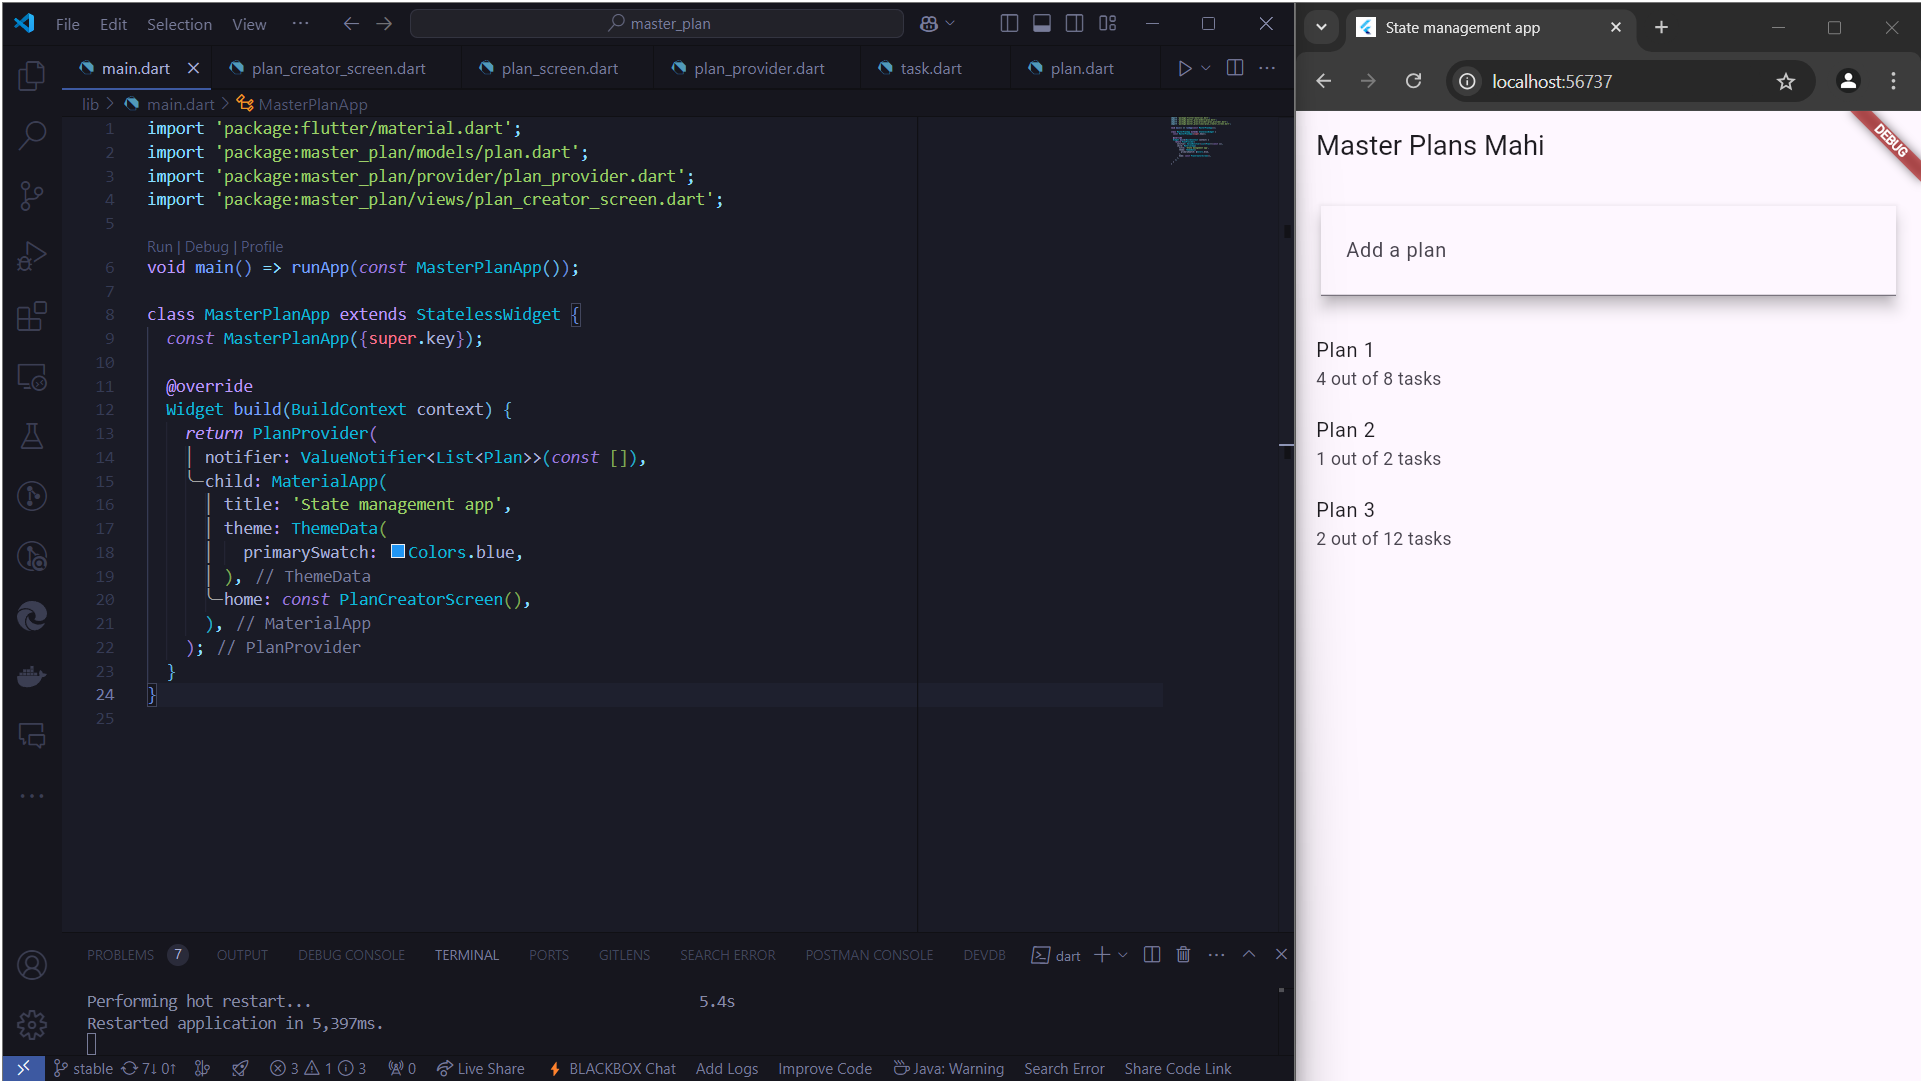 File Edit Selection View ··· master_plan
main.dart plan_creator_screen.dart plan_screen.dart plan_provider.dart task.dart plan.dart
lib > main.dart > MasterPlanApp
1 import 'package:flutter/material.dart';
2 import 'package:master_plan/models/plan.dart';
3 import 'package:master_plan/provider/plan_provider.dart';
4 import 'package:master_plan/views/plan_creator_screen.dart';
5
Run | Debug | Profile
6 void main() => runApp(const MasterPlanApp());
7
8 class MasterPlanApp extends StatelessWidget {
9 const MasterPlanApp({super.key});
10
11 @override
12 Widget build(BuildContext context) {
13 return PlanProvider(
14 notifier: ValueNotifier<List<Plan>>(const []),
15 child: MaterialApp(
16 title: 'State management app',
17 theme: ThemeData(
18 primarySwatch: Colors.blue,
19 ), // ThemeData
20 home: const PlanCreatorScreen(),
21 ), // MaterialApp
22 ); // PlanProvider
23 }
24 }
25
PROBLEMS 7 OUTPUT DEBUG CONSOLE TERMINAL PORTS GITLENS SEARCH ERROR POSTMAN CONSOLE DEVDB dart
Performing hot restart... 5.4s
Restarted application in 5,397ms.
stable 7↓ 0↑ 3 1 3 0 Live Share BLACKBOX Chat Add Logs Improve Code Java: Warning Search Error Share Code Link
State management app
localhost:56737
DEBUG
Master Plans Mahi
Add a plan
Plan 1
4 out of 8 tasks
Plan 2
1 out of 2 tasks
Plan 3
2 out of 12 tasks